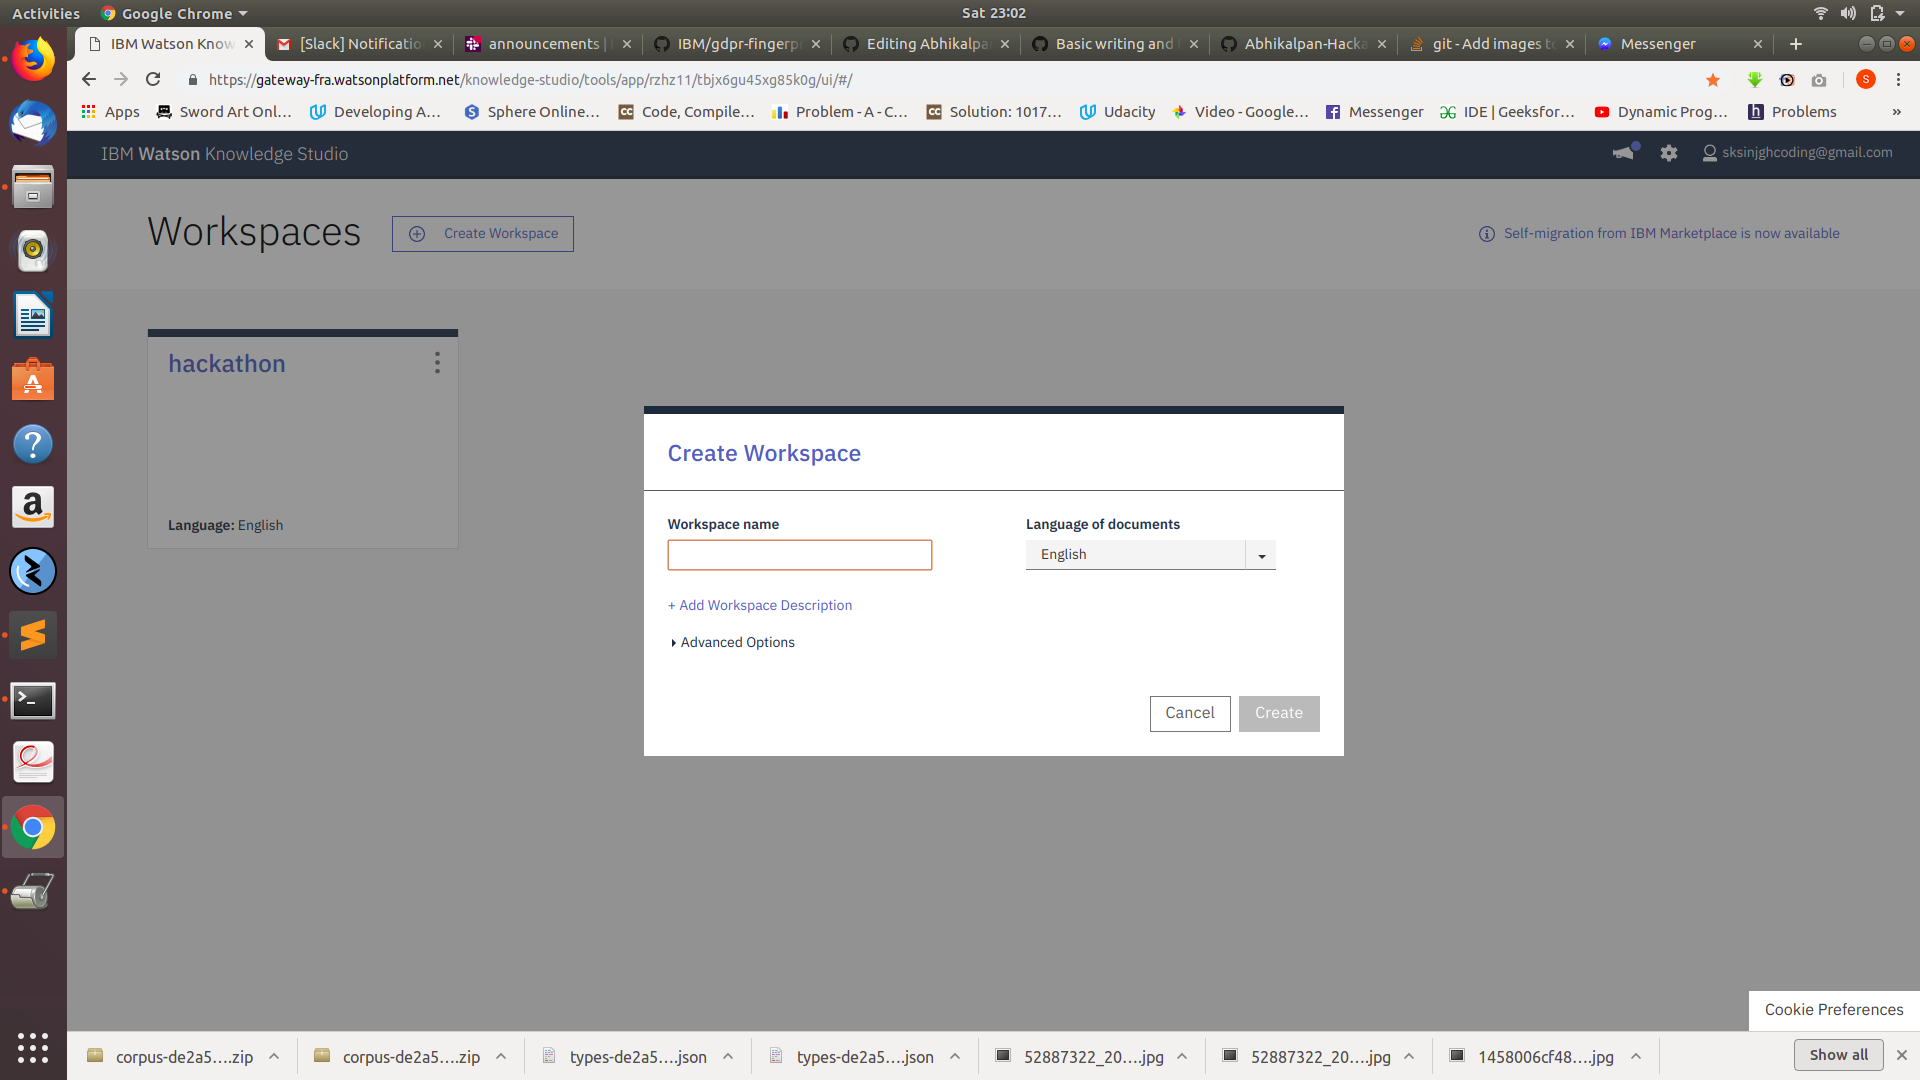 Activities Google Chrome Sat 23:02
IBM Watson Know [Slack] Notificatio announcements | IBM/gdpr-fingerp Editing Abhikalpa Basic writing and Abhikalpan-Hacka git - Add images to Messenger
https://gateway-fra.watsonplatform.net/knowledge-studio/tools/app/rzhz11/tbjx6gu45xg85k0g/ui/#/ S
Apps Sword Art Onl... Developing A... Sphere Online... Code, Compile... Problem - A - C... Solution: 1017... Udacity Video - Google... Messenger IDE | Geeksfor... Dynamic Prog... Problems »
IBM Watson Knowledge Studio sksinjghcoding@gmail.com
Workspaces Create Workspace Self-migration from IBM Marketplace is now available
hackathon
Language: English
Create Workspace
Workspace name Language of documents
English
+ Add Workspace Description
Advanced Options
Cancel Create
Cookie Preferences
corpus-de2a5....zip corpus-de2a5....zip types-de2a5....json types-de2a5....json 52887322_20....jpg 52887322_20....jpg 1458006cf48....jpg Show all